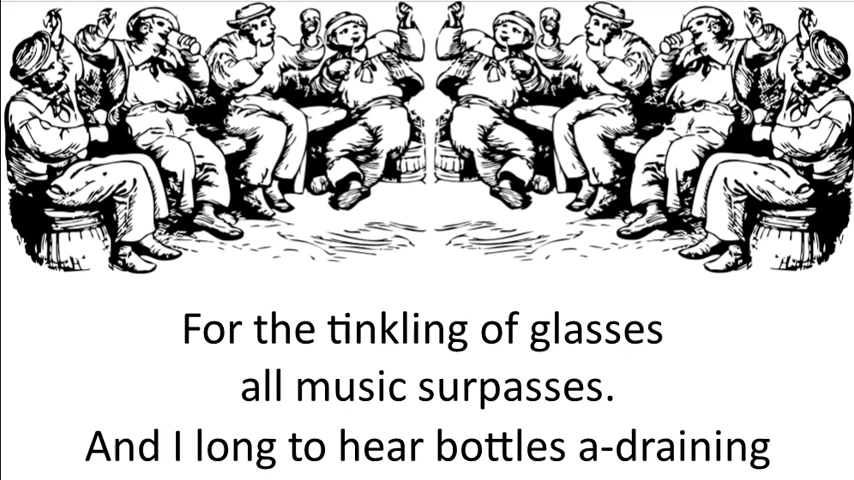 For the tinkling of glasses
all music surpasses.
And I long to hear bottles a-draining